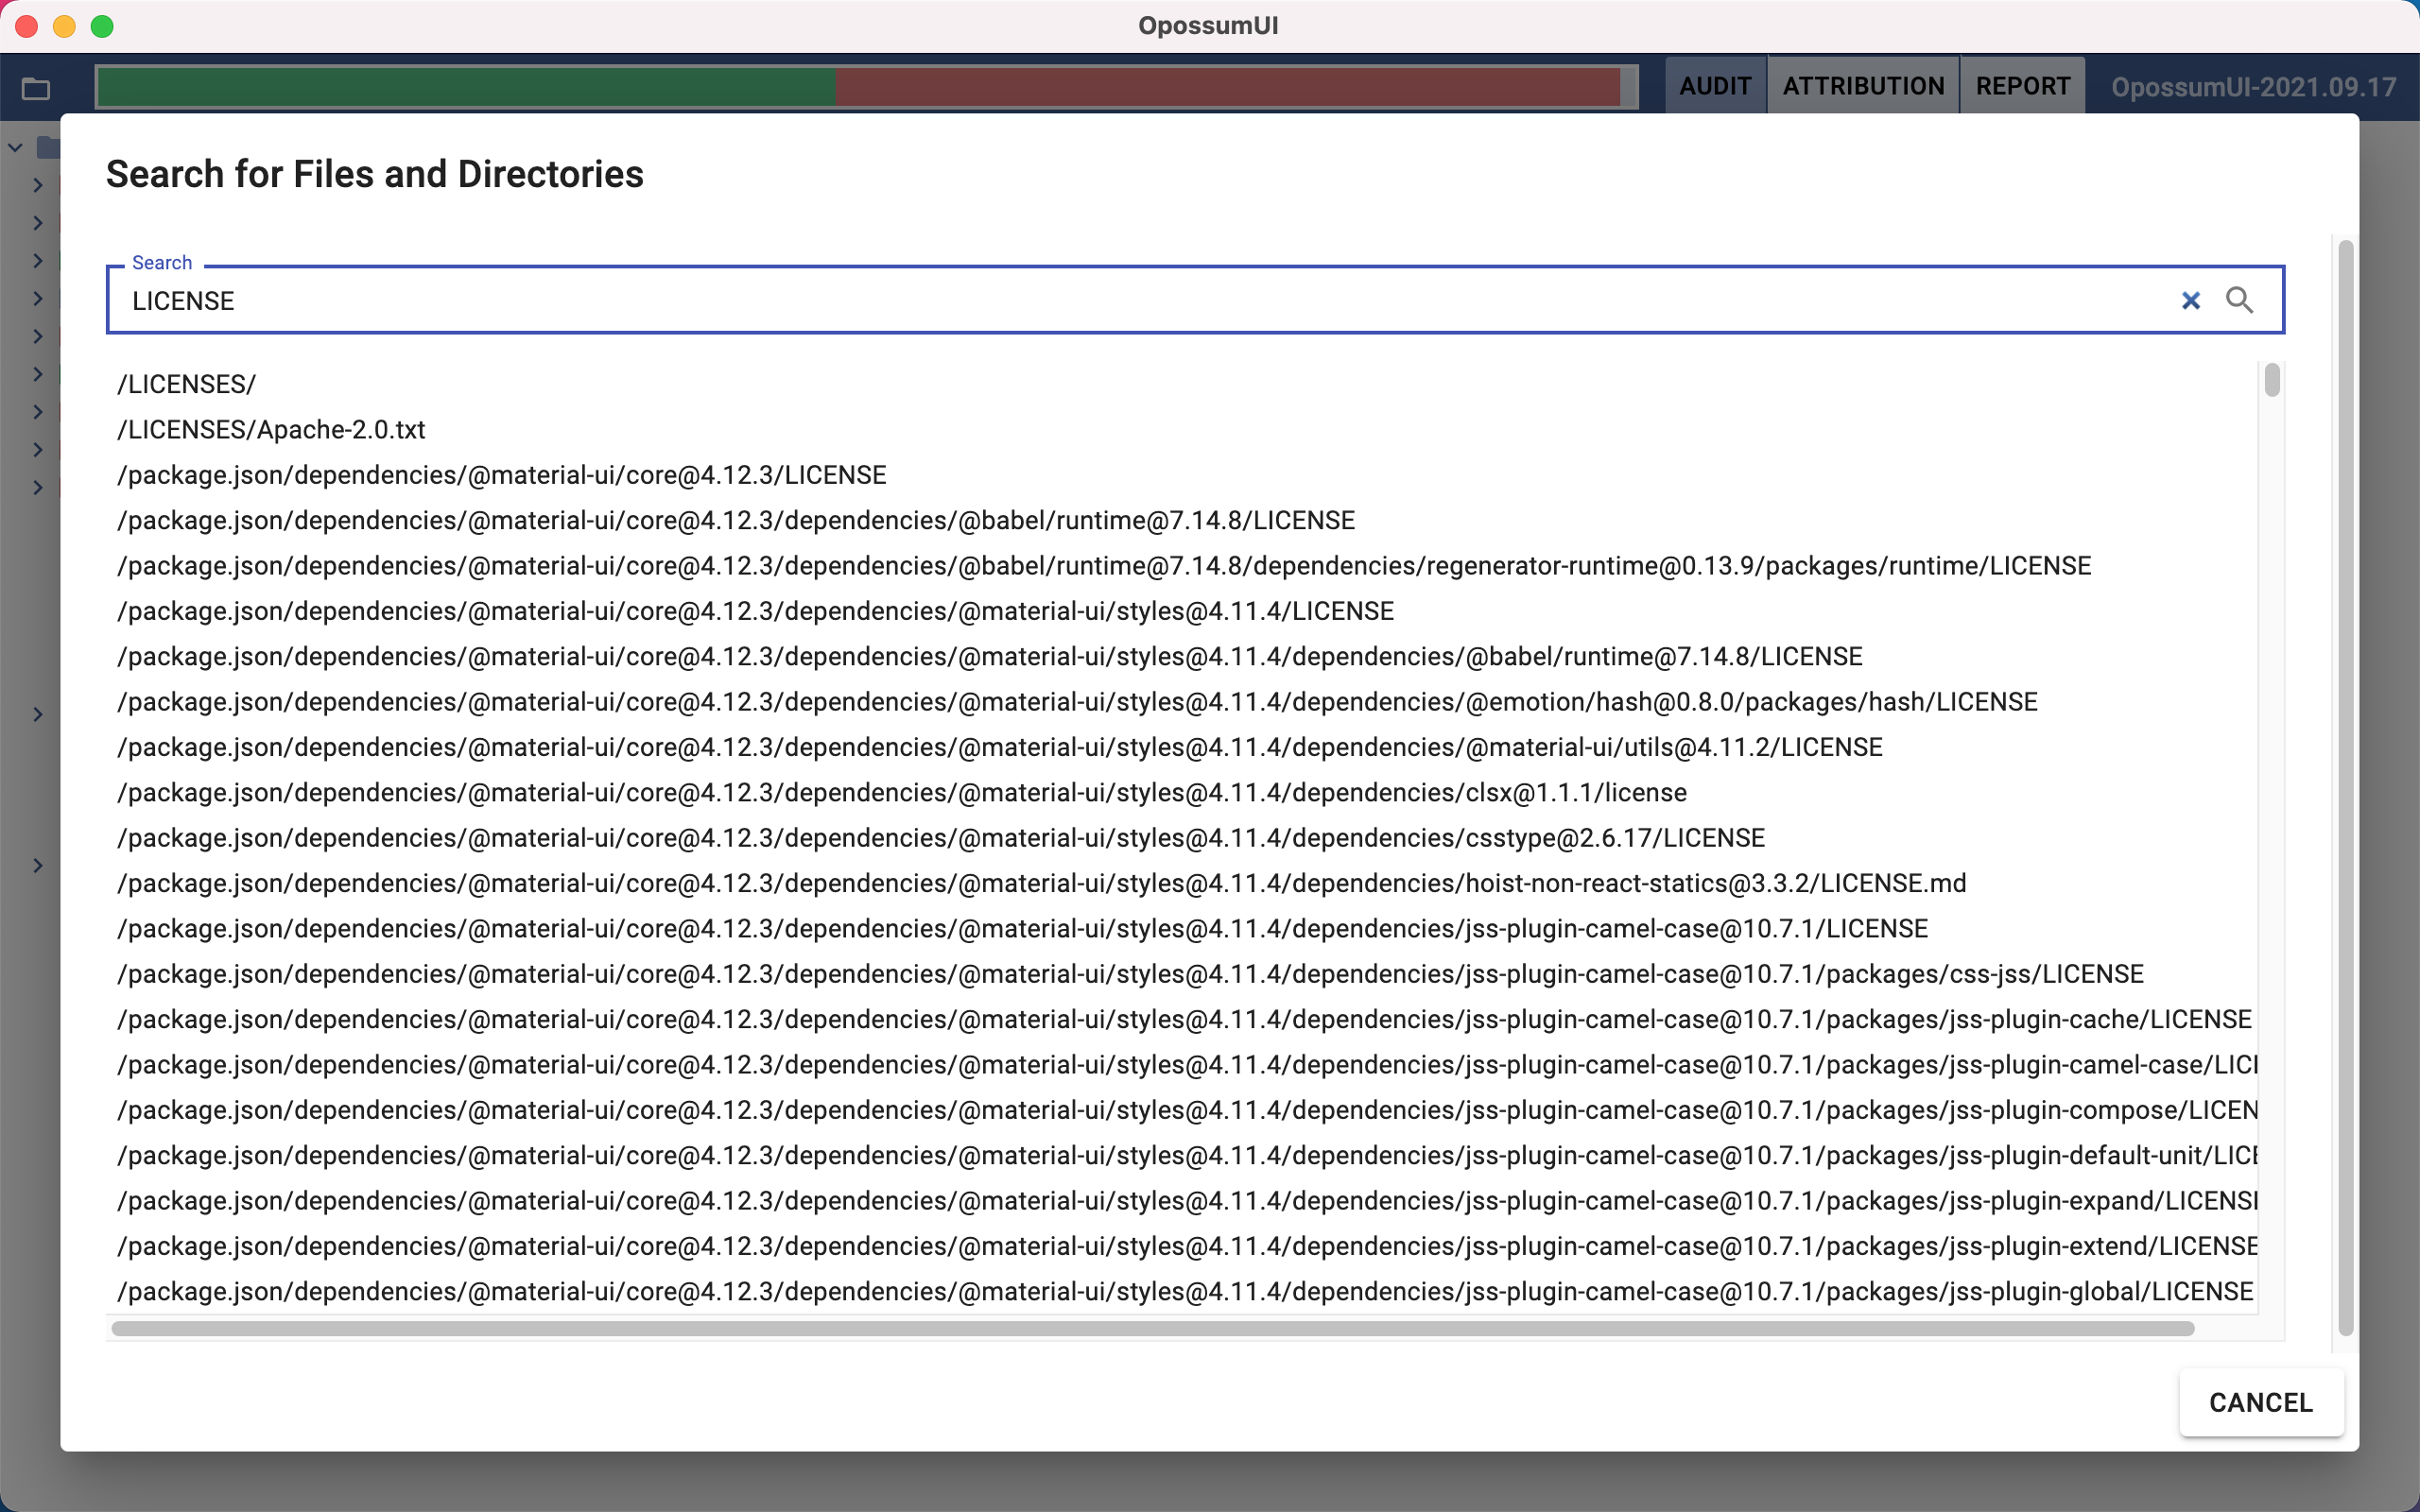 OpossumUI
AUDIT ATTRIBUTION REPORT OpossumUI-2021.09.17
Search for Files and Directories
Search
LICENSE
/LICENSES/
/LICENSES/Apache-2.0.txt
/package.json/dependencies/@material-ui/core@4.12.3/LICENSE
/package.json/dependencies/@material-ui/core@4.12.3/dependencies/@babel/runtime@7.14.8/LICENSE
/package.json/dependencies/@material-ui/core@4.12.3/dependencies/@babel/runtime@7.14.8/dependencies/regenerator-runtime@0.13.9/packages/runtime/LICENSE
/package.json/dependencies/@material-ui/core@4.12.3/dependencies/@material-ui/styles@4.11.4/LICENSE
/package.json/dependencies/@material-ui/core@4.12.3/dependencies/@material-ui/styles@4.11.4/dependencies/@babel/runtime@7.14.8/LICENSE
/package.json/dependencies/@material-ui/core@4.12.3/dependencies/@material-ui/styles@4.11.4/dependencies/@emotion/hash@0.8.0/packages/hash/LICENSE
/package.json/dependencies/@material-ui/core@4.12.3/dependencies/@material-ui/styles@4.11.4/dependencies/@material-ui/utils@4.11.2/LICENSE
/package.json/dependencies/@material-ui/core@4.12.3/dependencies/@material-ui/styles@4.11.4/dependencies/clsx@1.1.1/license
/package.json/dependencies/@material-ui/core@4.12.3/dependencies/@material-ui/styles@4.11.4/dependencies/csstype@2.6.17/LICENSE
/package.json/dependencies/@material-ui/core@4.12.3/dependencies/@material-ui/styles@4.11.4/dependencies/hoist-non-react-statics@3.3.2/LICENSE.md
/package.json/dependencies/@material-ui/core@4.12.3/dependencies/@material-ui/styles@4.11.4/dependencies/jss-plugin-camel-case@10.7.1/LICENSE
/package.json/dependencies/@material-ui/core@4.12.3/dependencies/@material-ui/styles@4.11.4/dependencies/jss-plugin-camel-case@10.7.1/packages/css-jss/LICENSE
/package.json/dependencies/@material-ui/core@4.12.3/dependencies/@material-ui/styles@4.11.4/dependencies/jss-plugin-camel-case@10.7.1/packages/jss-plugin-cache/LICENSE
/package.json/dependencies/@material-ui/core@4.12.3/dependencies/@material-ui/styles@4.11.4/dependencies/jss-plugin-camel-case@10.7.1/packages/jss-plugin-camel-case/LICE
/package.json/dependencies/@material-ui/core@4.12.3/dependencies/@material-ui/styles@4.11.4/dependencies/jss-plugin-camel-case@10.7.1/packages/jss-plugin-compose/LICEN
/package.json/dependencies/@material-ui/core@4.12.3/dependencies/@material-ui/styles@4.11.4/dependencies/jss-plugin-camel-case@10.7.1/packages/jss-plugin-default-unit/LICE
/package.json/dependencies/@material-ui/core@4.12.3/dependencies/@material-ui/styles@4.11.4/dependencies/jss-plugin-camel-case@10.7.1/packages/jss-plugin-expand/LICENSE
/package.json/dependencies/@material-ui/core@4.12.3/dependencies/@material-ui/styles@4.11.4/dependencies/jss-plugin-camel-case@10.7.1/packages/jss-plugin-extend/LICENSE
/package.json/dependencies/@material-ui/core@4.12.3/dependencies/@material-ui/styles@4.11.4/dependencies/jss-plugin-camel-case@10.7.1/packages/jss-plugin-global/LICENSE
CANCEL